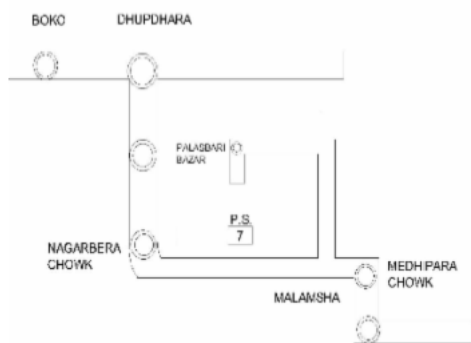 BOKO
DHUPDHARA
PALASBARI
BAZAR
P.S.
7
NAGARBERA
CHOWK
MEDHIPARA
CHOWK
MALAMSHA